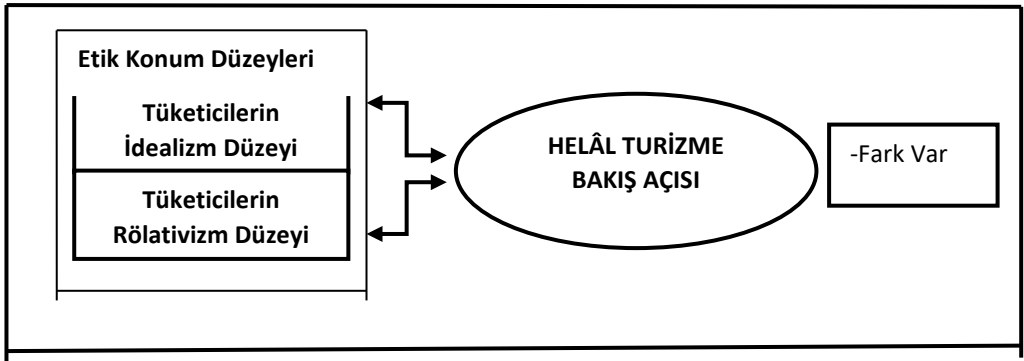 Etik Konum Düzeyleri
Tüketicilerin
İdealizm Düzeyi
Tüketicilerin
Rölativizm Düzeyi
HELÂL TURİZME
BAKIŞ AÇISI
-Fark Var